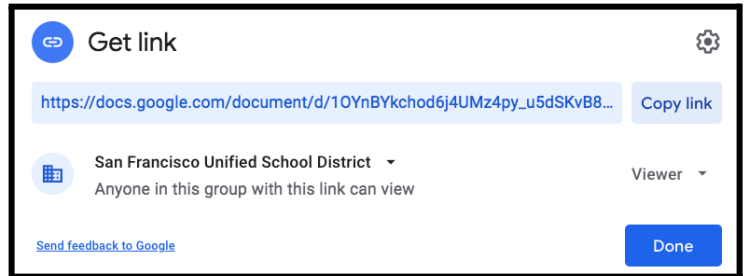 Get link
https://docs.google.com/document/d/1OYnBYkchod6j4UMz4py_u5dSKvB8...
Copy link
San Francisco Unified School District
Anyone in this group with this link can view
Viewer
Send feedback to Google
Done